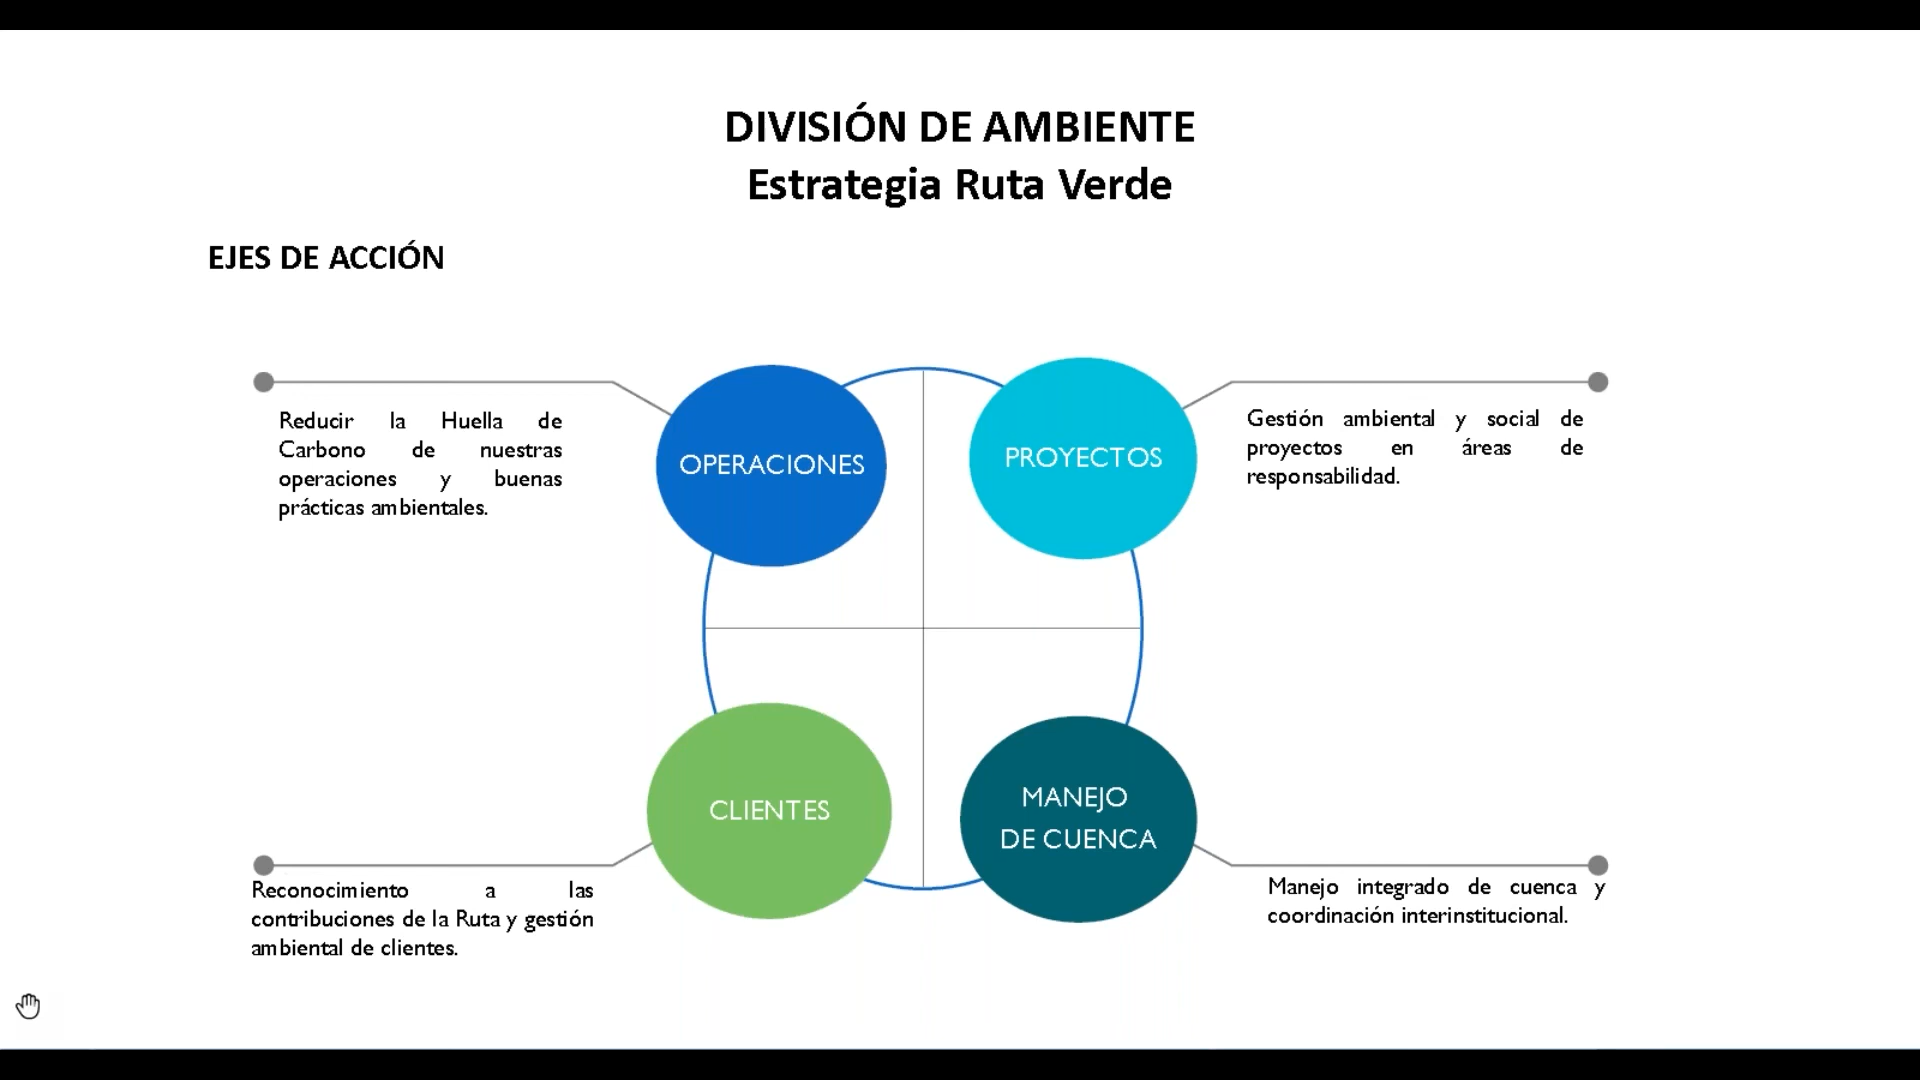 DIVISIÓN DE AMBIENTE
Estrategia Ruta Verde
EJES DE ACCIÓN
Reducir la Huella de
Carbono de nuestras
operaciones y buenas
prácticas ambientales.
OPERACIONES
PROYECTOS
Gestión ambiental y social de
proyectos en áreas de
responsabilidad.
CLIENTES
Reconocimiento a las
contribuciones de la Ruta y gestión
ambiental de clientes.
MANEJO
DE CUENCA
Manejo integrado de cuenca y
coordinación interinstitucional.